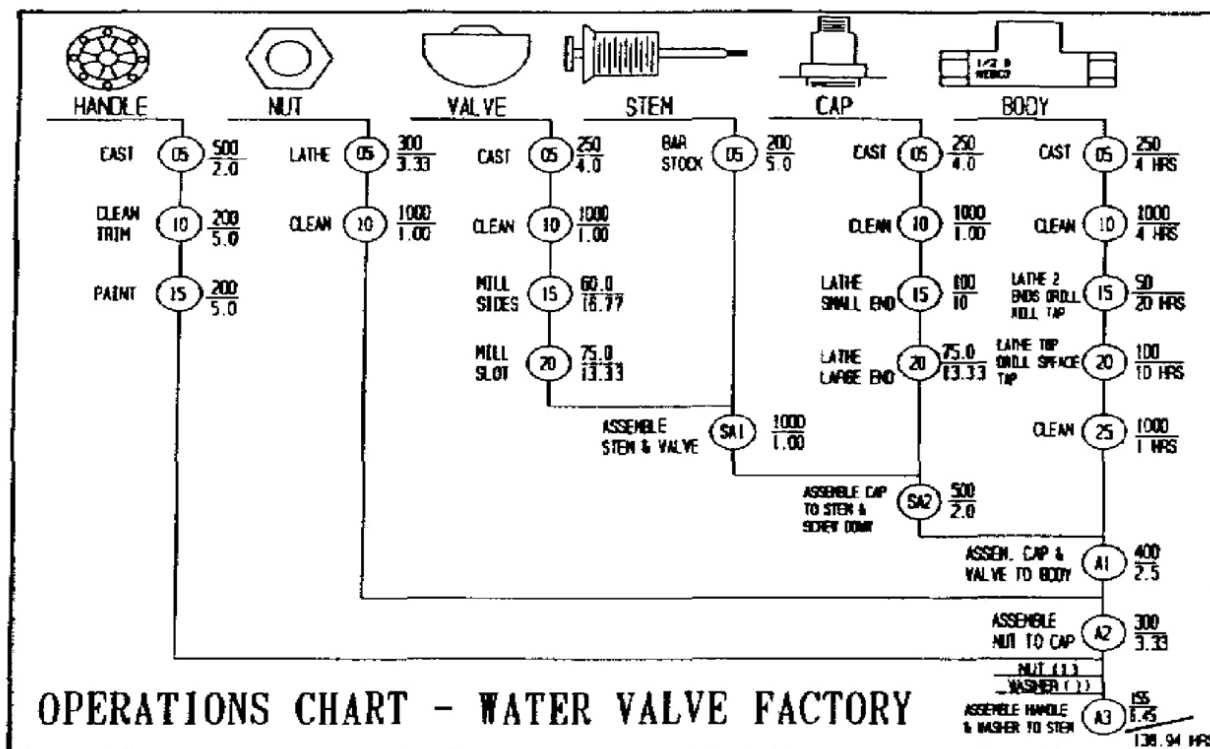 HANDLE
NUT
VALVE
STEM
CAP
BODY
1/2 B
CAST 05 500
2.0
CLEAN
TRIM 10 200
5.0
PAINT 15 200
5.0
LATHE 05 300
3.33
CLEAN 10 1000
1.00
CAST 05 250
4.0
CLEAN 10 1000
1.00
MILL
SIDES 15 60.0
MILL
SLOT 20 75.0
13.33
BAR
STOCK 05 200
5.0
ASSEMBLE
STEM & VALVE SA1 1000
1.00
CAST 05 250
4.0
CLEAN 10 1000
1.00
LATHE
SMALL END 15 100
10
LATHE
LARGE END 20 75.0
13.33
ASSEMBLE CAP
TO STEM &
SCREW DOWN SA2 500
2.0
CAST 05 250
4 HRS
CLEAN 10 1000
4 HRS
LATHE 2
ENDS DRILL
TAP 15 50
20 HRS
LATHE TOP
DRILL
TAP 20 100
10 HRS
CLEAN 25 1000
1 HRS
ASSEM. CAP &
VALVE TO BODY A1 400
2.5
ASSEMBLE
NUT TO CAP A2 300
3.33
NUT (1)
WASHER (1)
ASSEMBLE HANDLE
& WASHER TO STEM A3 155
6.45
138.94 HRS
OPERATIONS CHART - WATER VALVE FACTORY